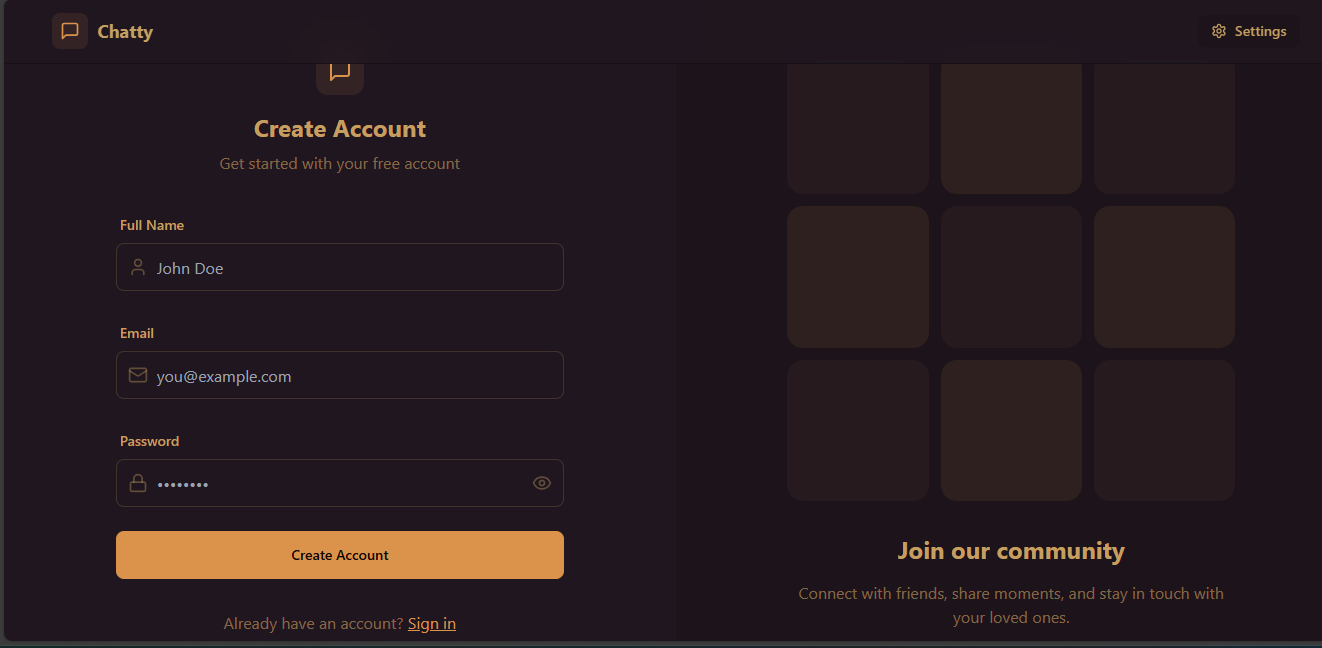 Chatty
Settings
Create Account
Get started with your free account
Full Name
John Doe
Email
you@example.com
Password
••••••••
Create Account
Already have an account? Sign in
Join our community
Connect with friends, share moments, and stay in touch with
your loved ones.